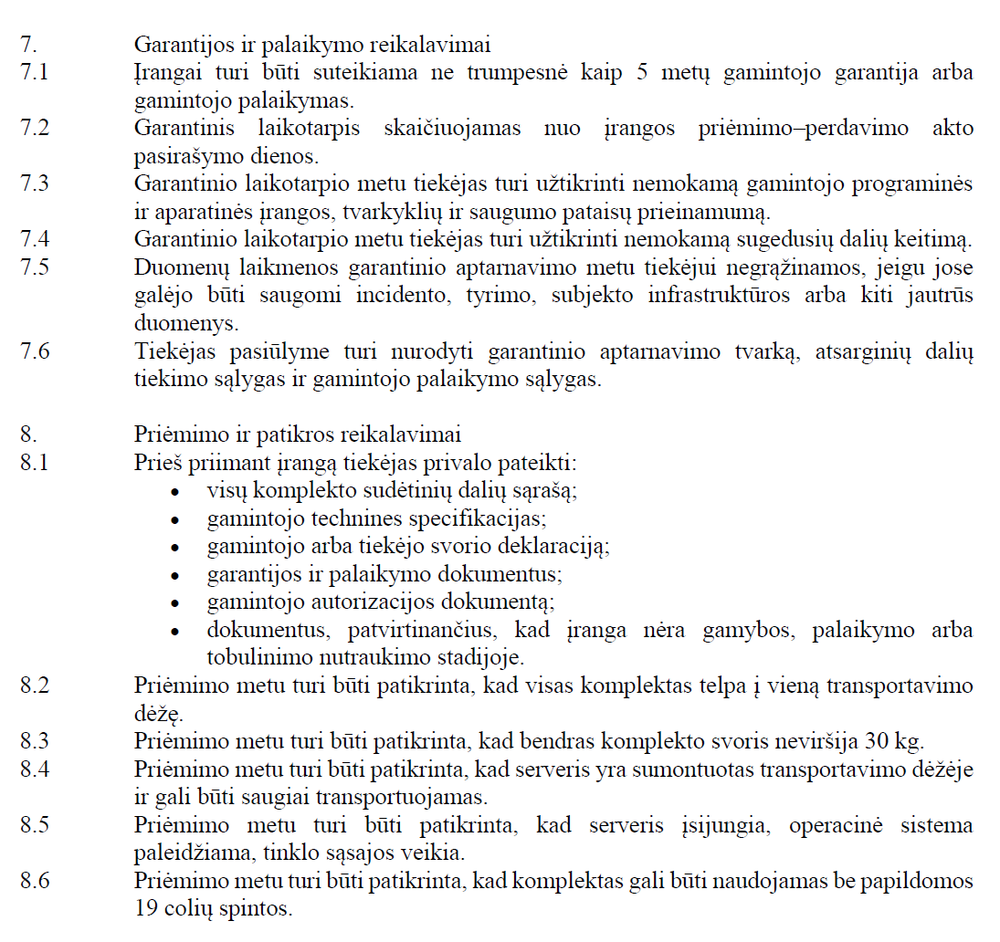 7. Garantijos ir palaikymo reikalavimai
7.1 Įrangai turi būti suteikiama ne trumpesnė kaip 5 metų gamintojo garantija arba
gamintojo palaikymas.
7.2 Garantinis laikotarpis skaičiuojamas nuo įrangos priėmimo–perdavimo akto
pasirašymo dienos.
7.3 Garantinio laikotarpio metu tiekėjas turi užtikrinti nemokamą gamintojo programinės
ir aparatinės įrangos, tvarkyklių ir saugumo pataisų prieinamumą.
7.4 Garantinio laikotarpio metu tiekėjas turi užtikrinti nemokamą sugedusių dalių keitimą.
7.5 Duomenų laikmenos garantinio aptarnavimo metu tiekėjui negrąžinamos, jeigu jose
galėjo būti saugomi incidento, tyrimo, subjekto infrastruktūros arba kiti jautrūs
duomenys.
7.6 Tiekėjas pasiūlyme turi nurodyti garantinio aptarnavimo tvarką, atsarginių dalių
tiekimo sąlygas ir gamintojo palaikymo sąlygas.
8. Priėmimo ir patikros reikalavimai
8.1 Prieš priimant įrangą tiekėjas privalo pateikti:
• visų komplekto sudėtinių dalių sąrašą;
• gamintojo technines specifikacijas;
• gamintojo arba tiekėjo svorio deklaraciją;
• garantijos ir palaikymo dokumentus;
• gamintojo autorizacijos dokumentą;
• dokumentus, patvirtinančius, kad įranga nėra gamybos, palaikymo arba
tobulinimo nutraukimo stadijoje.
8.2 Priėmimo metu turi būti patikrinta, kad visas komplektas telpa į vieną transportavimo
dėžę.
8.3 Priėmimo metu turi būti patikrinta, kad bendras komplekto svoris neviršija 30 kg.
8.4 Priėmimo metu turi būti patikrinta, kad serveris yra sumontuotas transportavimo dėžėje
ir gali būti saugiai transportuojamas.
8.5 Priėmimo metu turi būti patikrinta, kad serveris įsijungia, operacinė sistema
paleidžiama, tinklo sąsajos veikia.
8.6 Priėmimo metu turi būti patikrinta, kad komplektas gali būti naudojamas be papildomos
19 colių spintos.